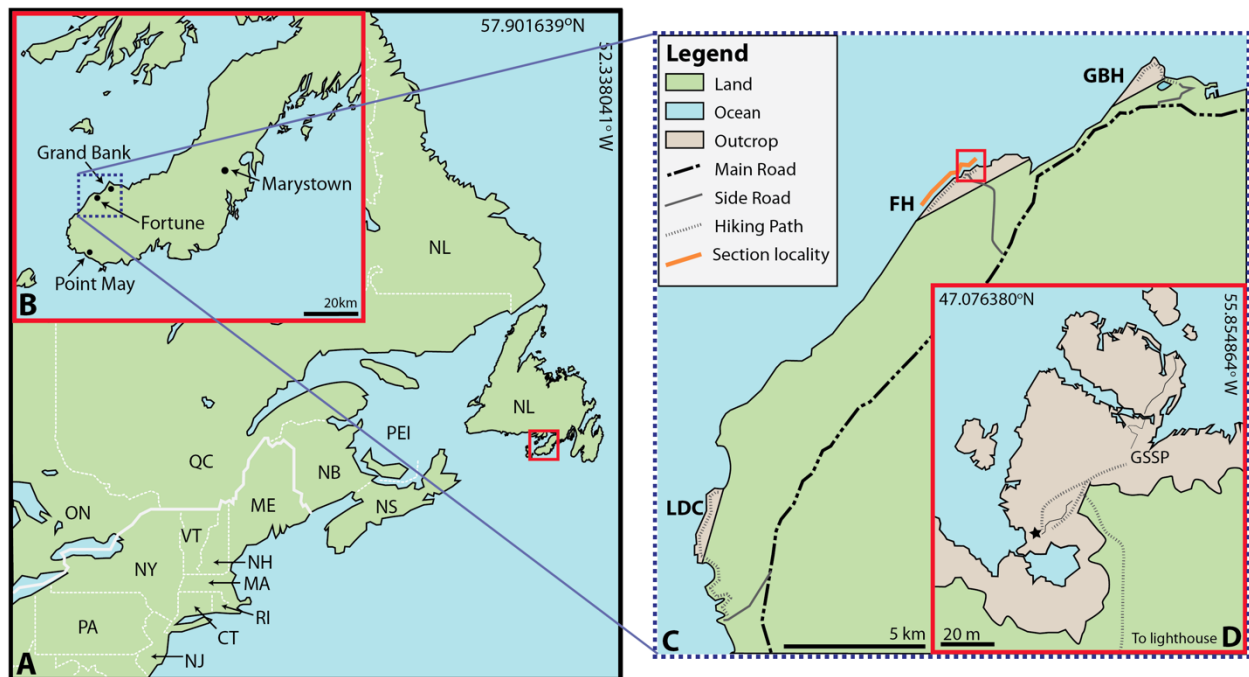 57.901639°N
52.338041°W
Grand Bank
Marystown
Fortune
Point May
B
20km
NL
NL
PEI
QC
NB
ON
ME
NS
VT
NY
NH
MA
PA
RI
CT
NJ
A
Legend
Land
Ocean
Outcrop
Main Road
Side Road
Hiking Path
Section locality
GBH
FH
LDC
C
5 km
47.076380°N
55.854864°W
GSSP
20 m
To lighthouse
D